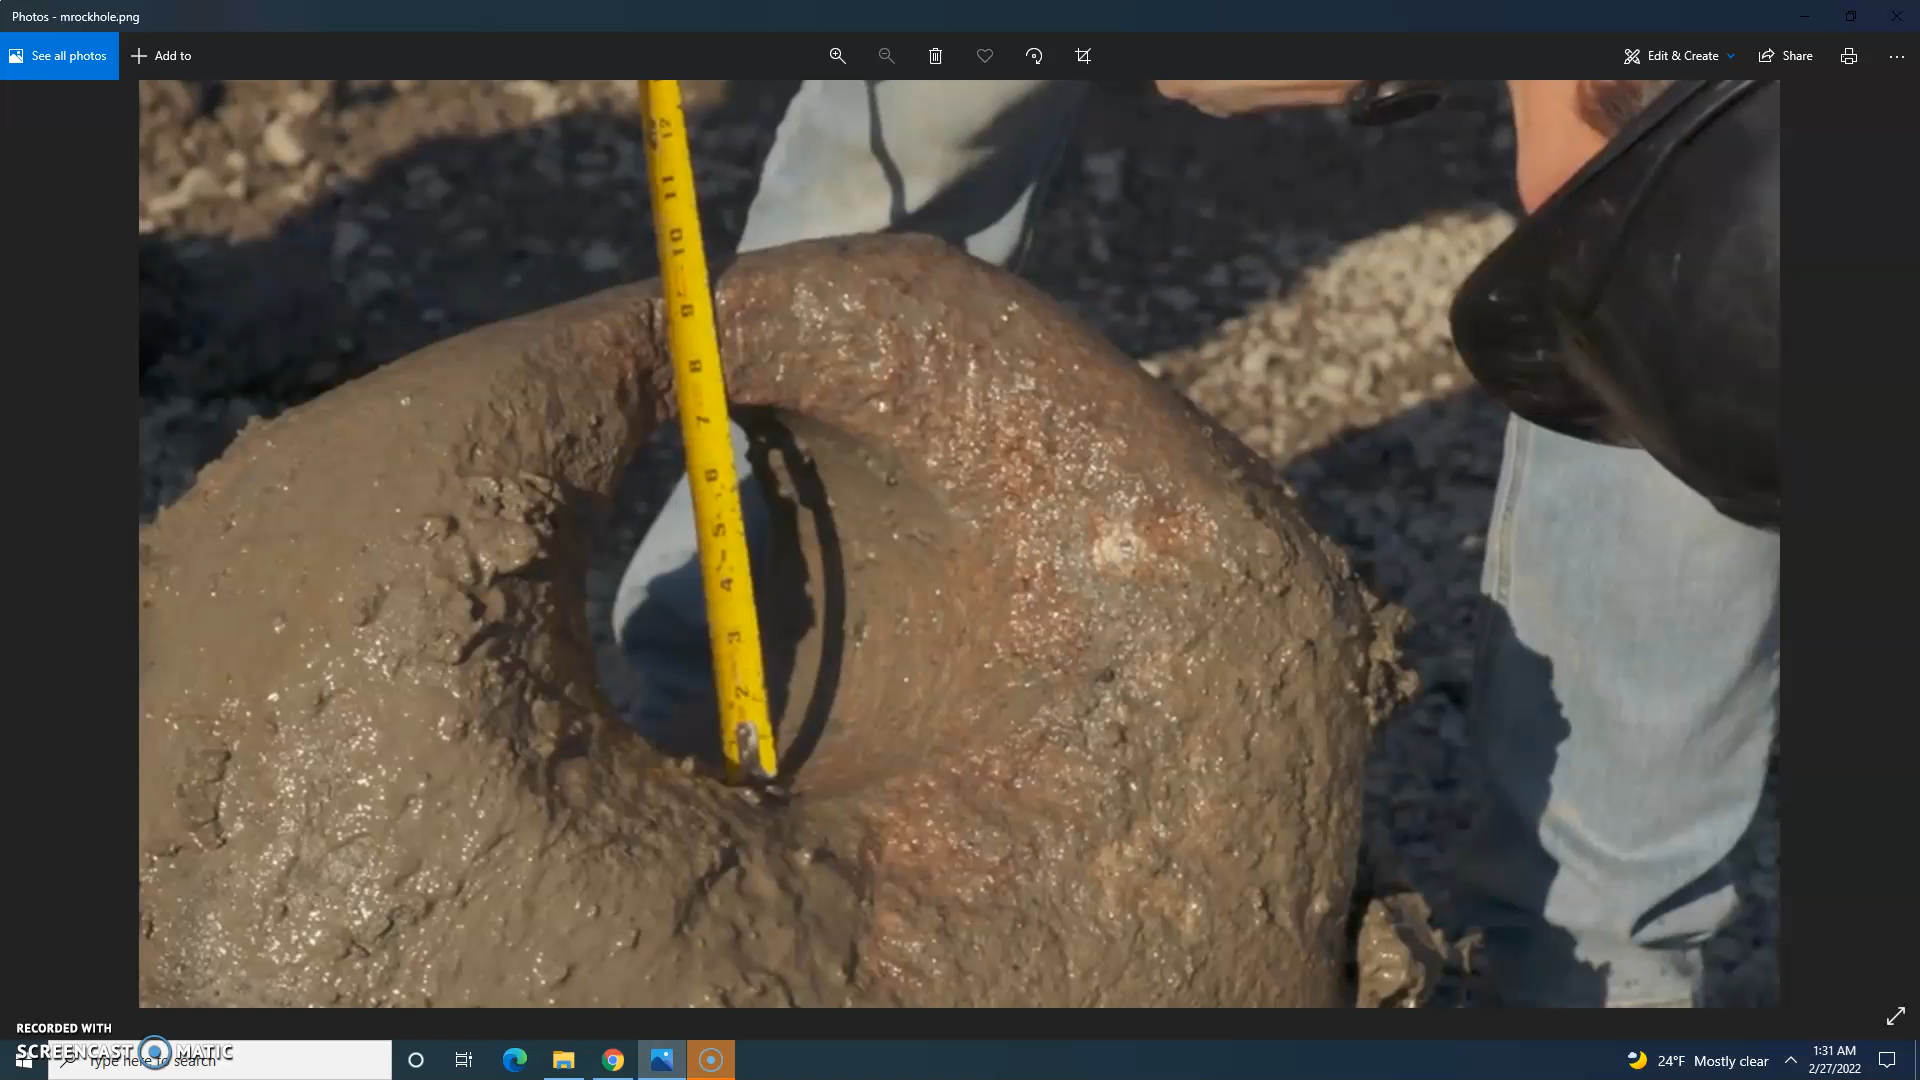 Photos - mrockhole.png
See all photos
Add to
Edit & Create
Share
12
11
10
9
8
7
6
5
4
3
2
RECORDED WITH
SCREENCAST MATIC
Type here to search
24°F Mostly clear
1:31 AM
2/27/2022